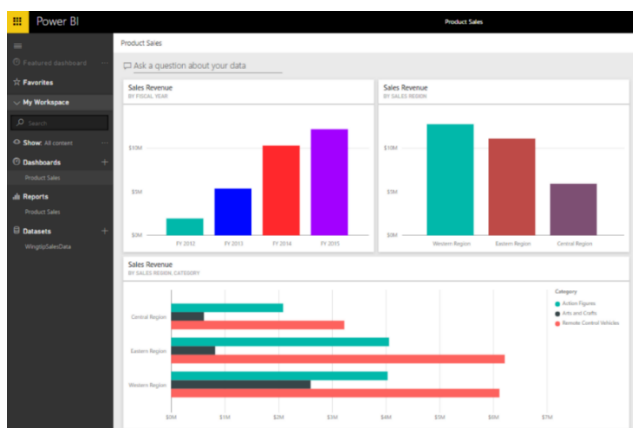 Power BI
Product Sales
Featured dashboard
Favorites
My Workspace
Search
Show: All content
Dashboards
Product Sales
Reports
Product Sales
Datasets
WingtipSalesData
Product Sales
Ask a question about your data
Sales Revenue
BY FISCAL YEAR
$10M
$5M
$0M
FY 2012 FY 2013 FY 2014 FY 2015
Sales Revenue
BY SALES REGION
$10M
$5M
$0M
Western Region Eastern Region Central Region
Sales Revenue
BY SALES REGION, CATEGORY
Central Region
Eastern Region
Western Region
$0M $1M $2M $3M $4M $5M $6M $7M
Category
Action Figures
Arts and Crafts
Remote Control Vehicles